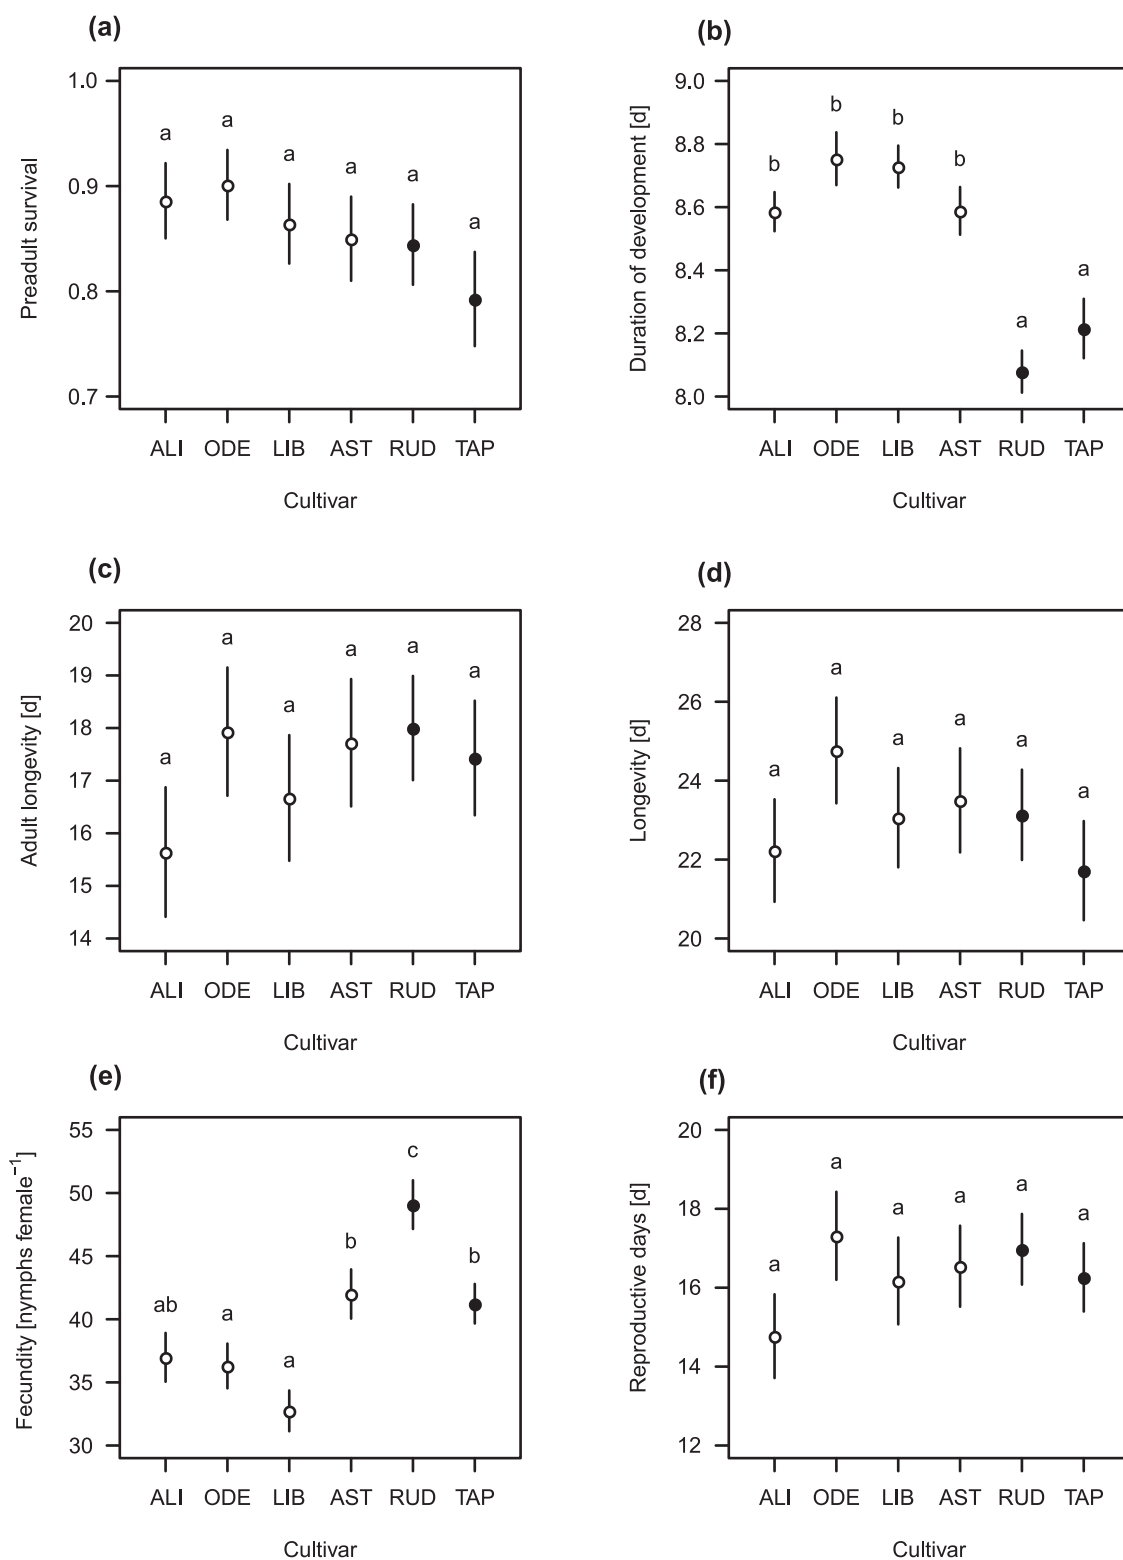 (a)
1.0
0.9
0.8
0.7
Preadult survival
a a a a a a
ALI ODE LIB AST RUD TAP
Cultivar
(b)
9.0
8.8
8.6
8.4
8.2
8.0
Duration of development [d]
b b b b a a
ALI ODE LIB AST RUD TAP
Cultivar
(c)
20
19
18
17
16
15
14
Adult longevity [d]
a a a a a a
ALI ODE LIB AST RUD TAP
Cultivar
(d)
28
26
24
22
20
Longevity [d]
a a a a a a
ALI ODE LIB AST RUD TAP
Cultivar
(e)
55
50
45
40
35
30
Fecundity [nymphs female⁻¹]
ab a a b c b
ALI ODE LIB AST RUD TAP
Cultivar
(f)
20
18
16
14
12
Reproductive days [d]
a a a a a a
ALI ODE LIB AST RUD TAP
Cultivar